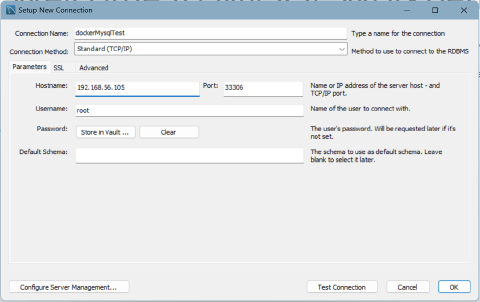 Setup New Connection
Connection Name: dockerMysqlTest Type a name for the connection
Connection Method: Standard (TCP/IP) Method to use to connect to the RDBMS
Parameters SSL Advanced
Hostname: 192.168.56.105 Port: 33306 Name or IP address of the server host - and
TCP/IP port.
Username: root Name of the user to connect with.
Password: Store in Vault ... Clear The user's password. Will be requested later if it's
not set.
Default Schema: The schema to use as default schema. Leave
blank to select it later.
Configure Server Management... Test Connection Cancel OK